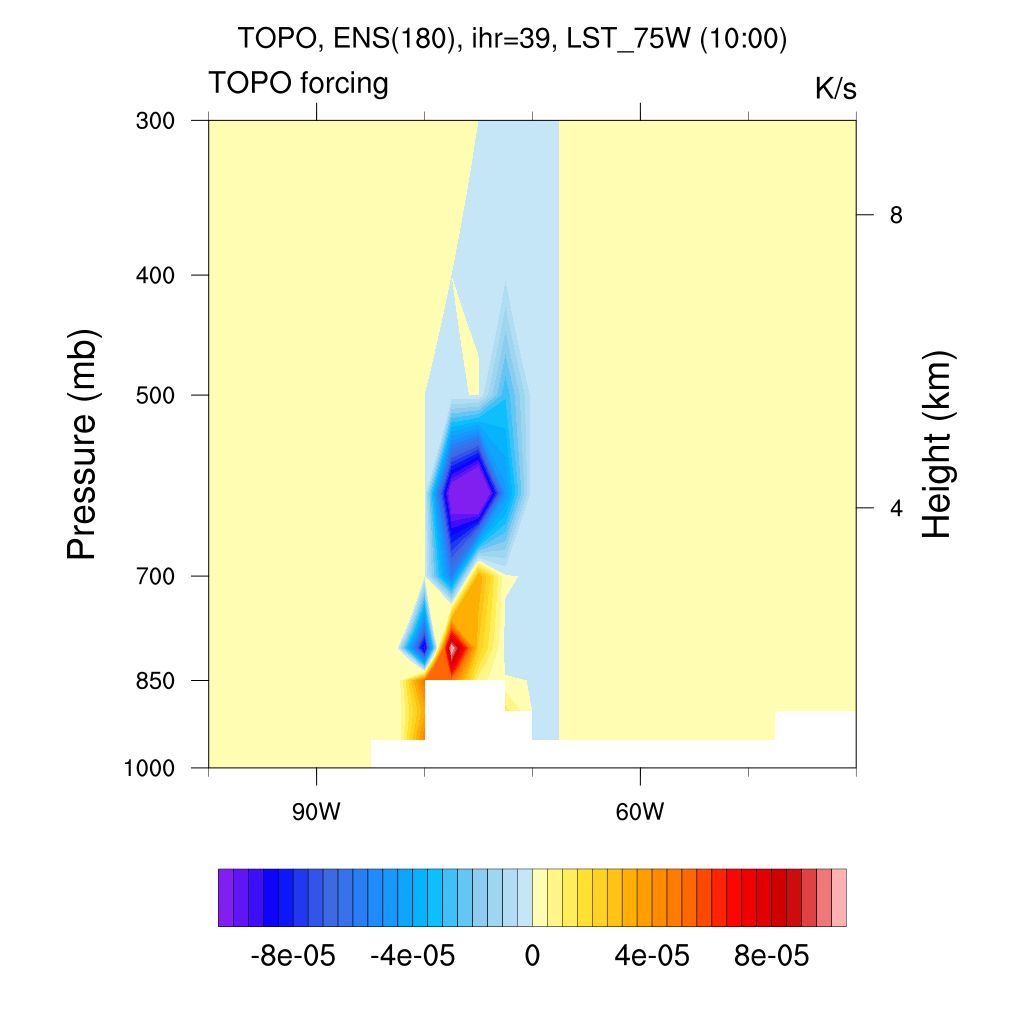 TOPO, ENS(180), ihr=39, LST_75W (10:00)
TOPO forcing
K/s
300
400
500
700
850
1000
Pressure (mb)
8
4
Height (km)
90W
60W
-8e-05
-4e-05
0
4e-05
8e-05